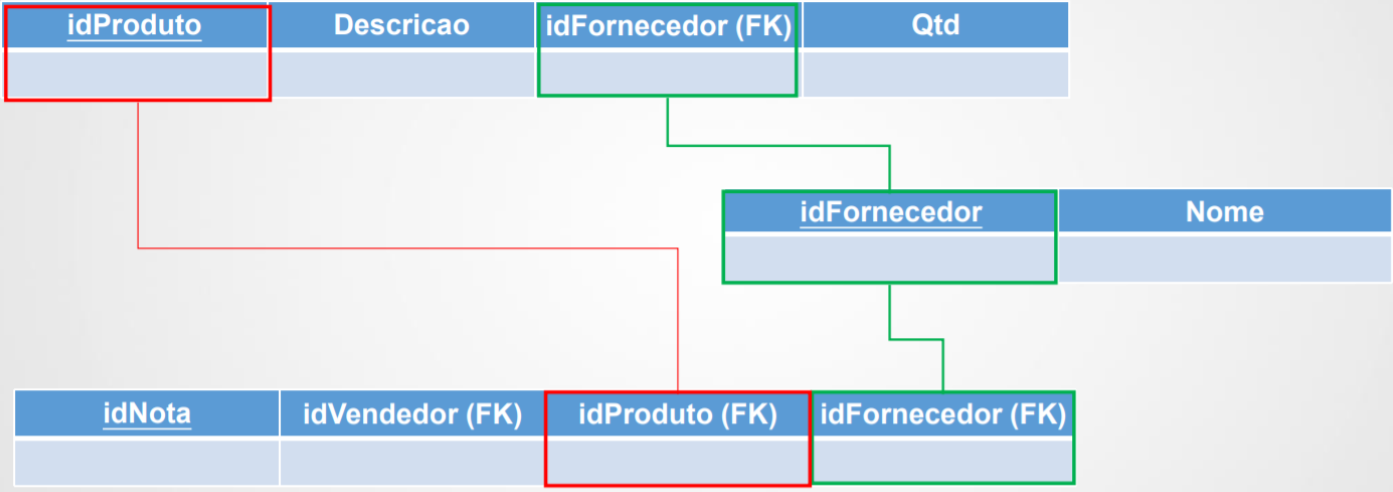 idProduto Descricao idFornecedor (FK) Qtd
idFornecedor Nome
idNota idVendedor (FK) idProduto (FK) idFornecedor (FK)